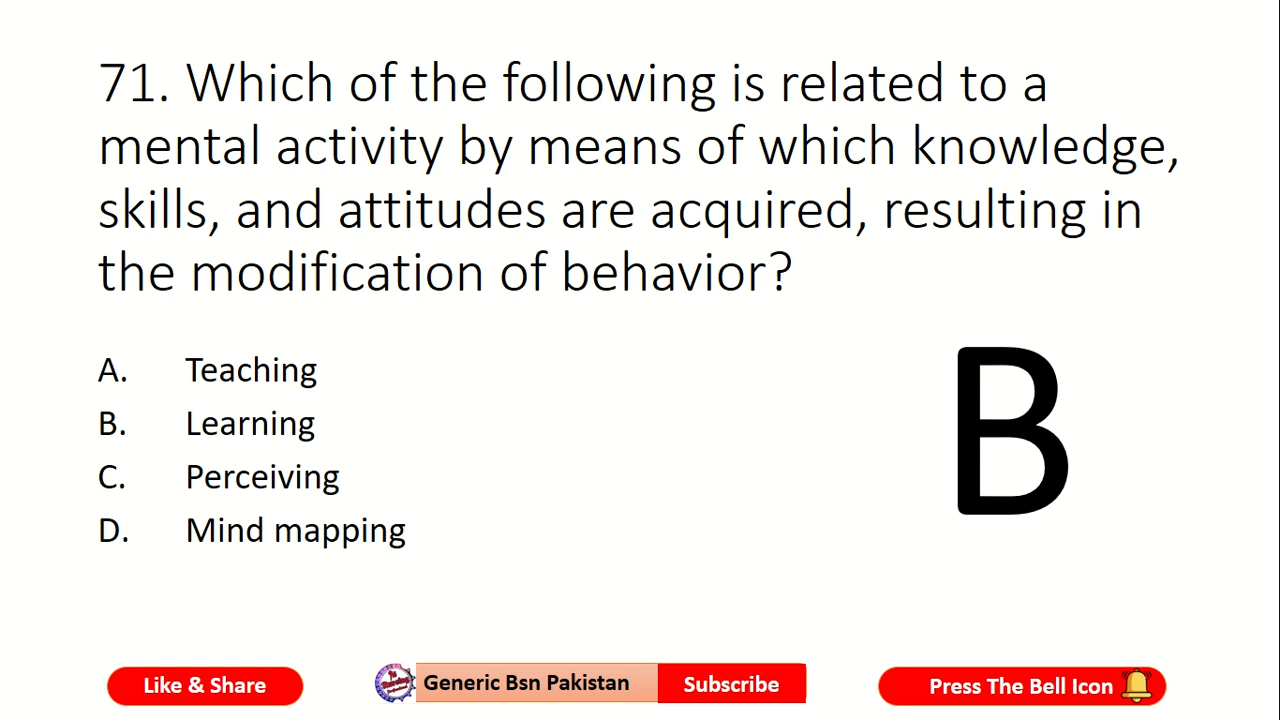 71. Which of the following is related to a
mental activity by means of which knowledge,
skills, and attitudes are acquired, resulting in
the modification of behavior?
A. Teaching
B. Learning
C. Perceiving
D. Mind mapping
B
Like & Share
Generic Bsn Pakistan
Subscribe
Press The Bell Icon